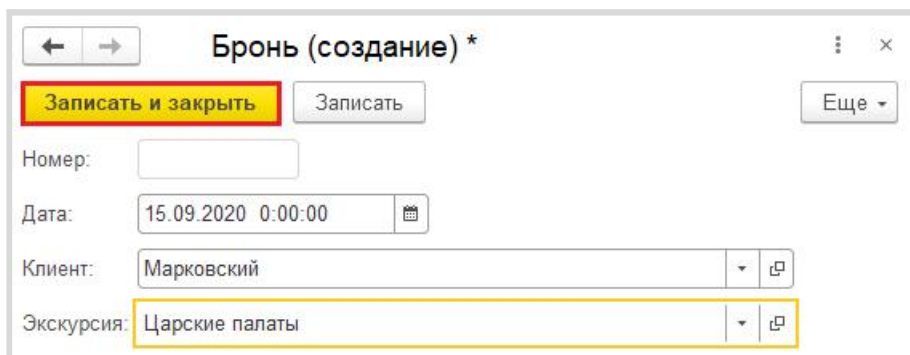 Бронь (создание) *
Записать и закрыть Записать Еще
Номер:
Дата: 15.09.2020 0:00:00
Клиент: Марковский
Экскурсия: Царские палаты